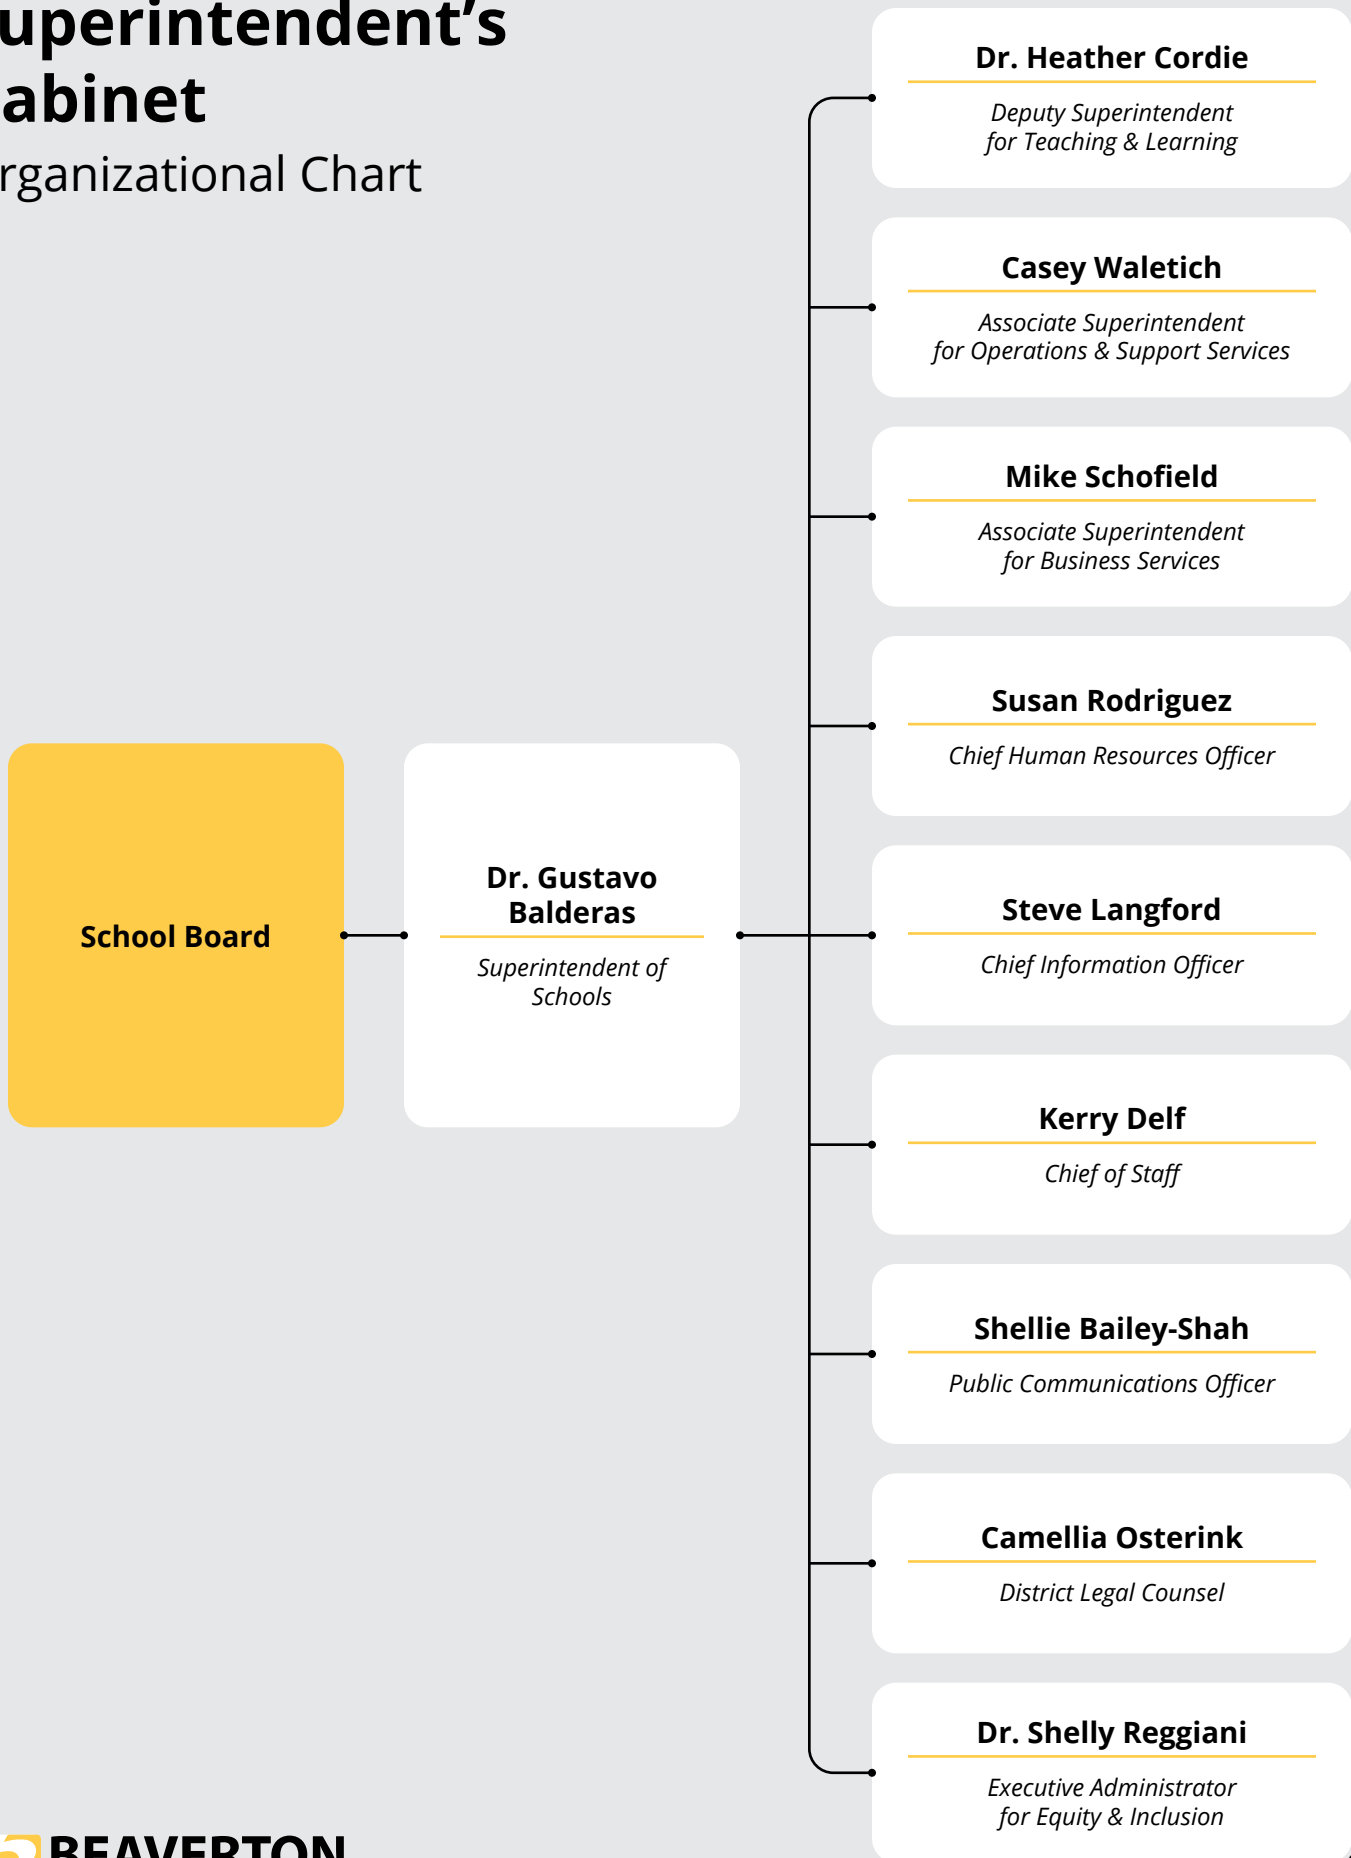 uperintendent’s
abinet
rganizational Chart
Dr. Heather Cordie
Deputy Superintendent
for Teaching & Learning
Casey Waletich
Associate Superintendent
for Operations & Support Services
Mike Schofield
Associate Superintendent
for Business Services
Susan Rodriguez
Chief Human Resources Officer
School Board
Dr. Gustavo
Balderas
Superintendent of
Schools
Steve Langford
Chief Information Officer
Kerry Delf
Chief of Staff
Shellie Bailey-Shah
Public Communications Officer
Camellia Osterink
District Legal Counsel
Dr. Shelly Reggiani
Executive Administrator
for Equity & Inclusion
BEAVERTON